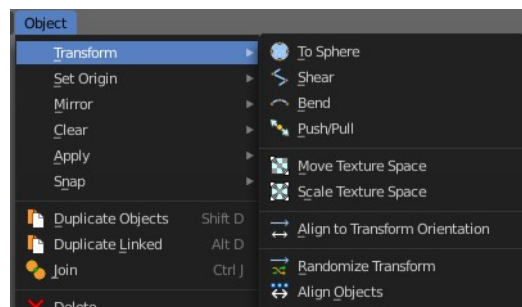 Object
Transform
Set Origin
Mirror
Clear
Apply
Snap
Duplicate Objects Shift D
Duplicate Linked Alt D
Join Ctrl J
Delete
To Sphere
Shear
Bend
Push/Pull
Move Texture Space
Scale Texture Space
Align to Transform Orientation
Randomize Transform
Align Objects